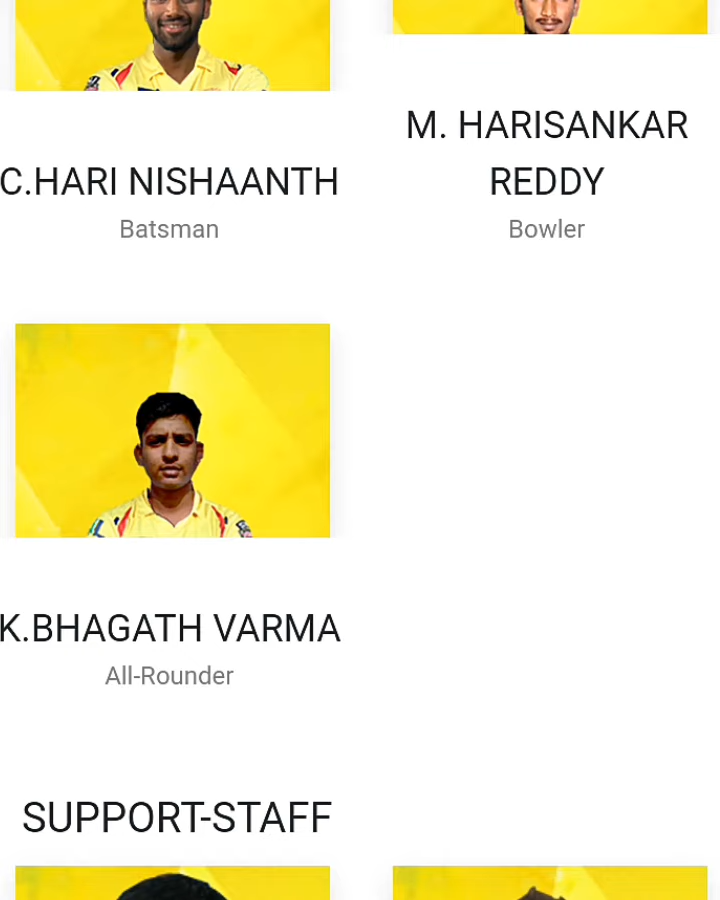 C.HARI NISHAANTH
Batsman
M. HARISANKAR
REDDY
Bowler
K.BHAGATH VARMA
All-Rounder
SUPPORT-STAFF